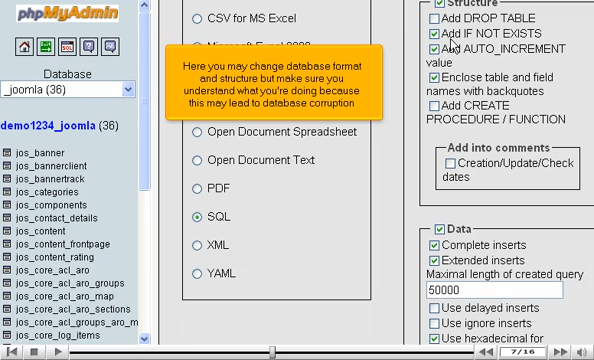 phpMyAdmin
Database
_joomla (36)
demo1234_joomla (36)
jos_banner
jos_bannerclient
jos_bannertrack
jos_categories
jos_components
jos_contact_details
jos_content
jos_content_frontpage
jos_content_rating
jos_core_acl_aro
jos_core_acl_aro_groups
jos_core_acl_aro_map
jos_core_acl_aro_sections
jos_core_acl_groups_aro_m
jos_core_log_items
CSV for MS Excel
Here you may change database format
and structure but make sure you
understand what you're doing because
this may lead to database corruption
Open Document Spreadsheet
Open Document Text
PDF
SQL
XML
YAML
Structure
Add DROP TABLE
Add IF NOT EXISTS
Add AUTO_INCREMENT
value
Enclose table and field
names with backquotes
Add CREATE
PROCEDURE / FUNCTION
Add into comments
Creation/Update/Check
dates
Data
Complete inserts
Extended inserts
Maximal length of created query
50000
Use delayed inserts
Use ignore inserts
Use hexadecimal for
7/16